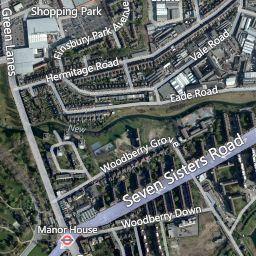 Shopping Park
Finsbury Park Avenue
Green Lanes
Hermitage Road
Vale Road
Eade Road
New
Woodberry Grove
Seven Sisters Road
Woodberry Down
Manor House